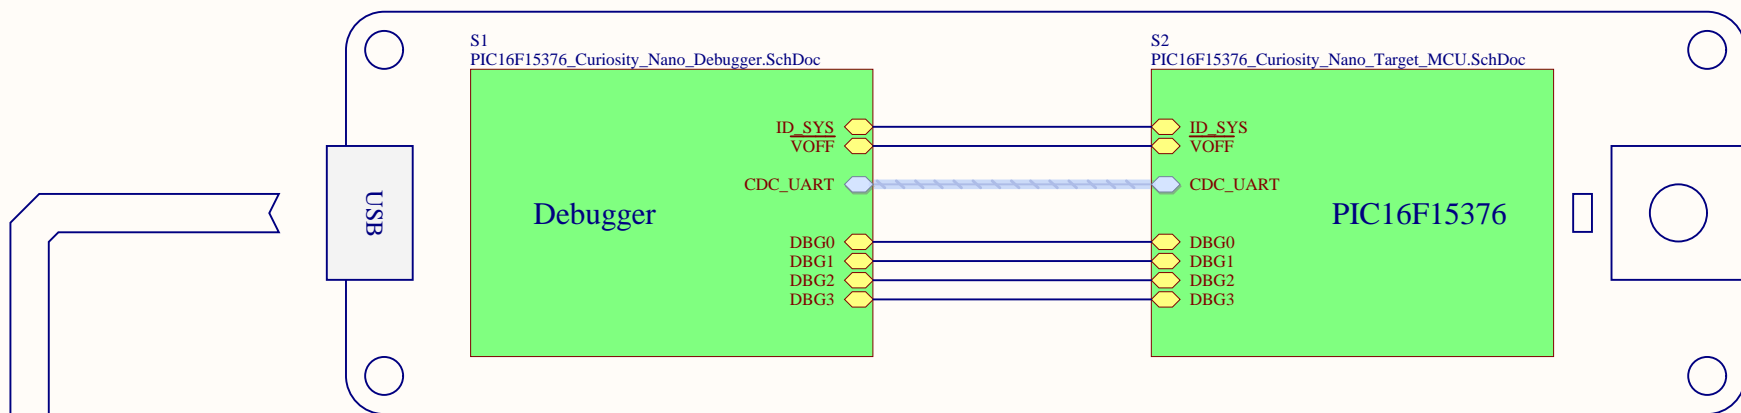 S1
PIC16F15376_Curiosity_Nano_Debugger.SchDoc
ID_SYS
VOFF
CDC_UART
Debugger
DBG0
DBG1
DBG2
DBG3
S2
PIC16F15376_Curiosity_Nano_Target_MCU.SchDoc
ID_SYS
VOFF
CDC_UART
PIC16F15376
DBG0
DBG1
DBG2
DBG3
USB